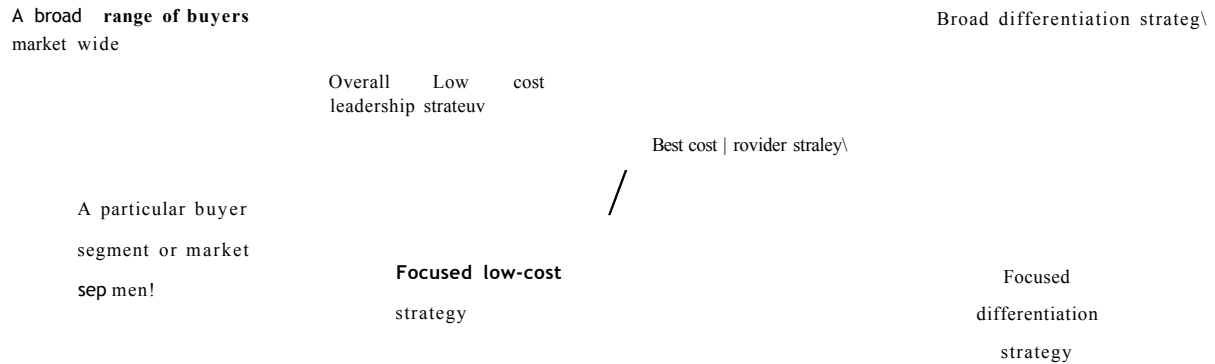 A broad range of buyers
market wide
Broad differentiation strateg\
Overall Low cost
leadership strateuv
Best cost | rovider straley\
/
A particular buyer
segment or market
sep men!
Focused low-cost
strategy
Focused
differentiation
strategy